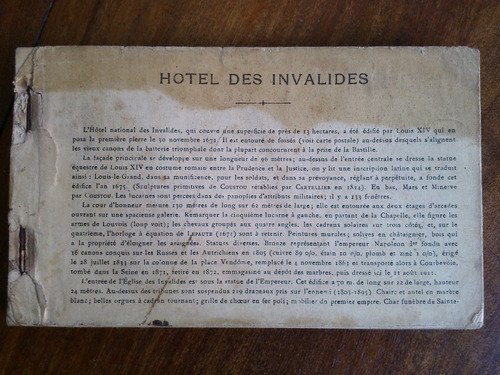 HOTEL DES INVALIDES
L'Hôtel national des Invalides, qui couvre une superficie de près de 13 hectares, a été édifié par Louis XIV qui en
posa la première pierre le 30 novembre 1671. Il est entouré de fossés (voir carte postale) au-dessus desquels s'alignent
les vieux canons de la batterie triomphale dont la plupart concoururent à la prise de la Bastille.
La façade principale se développe sur une longueur de 96 mètres; au-dessus de l'entrée centrale se dresse la statue
équestre de Louis XIV en costume romain entre la Prudence et la Justice, on y lit une inscription latine qui se traduit
ainsi : Louis-le-Grand, dans sa munificence, pour les soldats, et dans sa prévoyance, réglant à perpétuité, a fondé cet
édifice l'an 1675. (Sculptures primitives de COUSTOU rétablies par CARTELLIER en 1814). En bas, Mars et Minerve
par COUSTOU. Les lucarnes sont percées dans des panoplies d'attributs militaires; il y a 133 fenêtres.
La cour d'honneur mesure 130 mètres de long sur 62 mètres de large; elle est entourée aux deux étages d'arcades
ouvrant sur une spacieuse galerie. Remarquer la cinquième lucarne à gauche, en partant de la Chapelle, elle figure les
armes de Louvois (loup voit); les chevaux groupés aux quatre angles, les cadrans solaires sur trois côtés, et, sur le
quatrième, l'horloge à équation de LEPAUTE (1671) sont à retenir. Peintures murales; solives en châtaignier, bois qui
a la propriété d'éloigner les araignées. Statues diverses. Bronze représentant l'empereur Napoléon 1er fondu avec
16 canons conquis sur les Russes et les Autrichiens en 1805 (cuivre 89 0/0, étain 10 0/0, plomb et zinc 1 0/0), érigé
le 28 juillet 1833 sur la colonne de la place Vendôme, remplacé le 4 novembre 1863 et transporté alors à Courbevoie,
tombé dans la Seine en 1871, retiré en 1872, emmagasiné au dépôt des marbres, puis dressé ici le 11 août 1911.
L'entrée de l'Église des Invalides est sous la statue de l'Empereur. Cet édifice a 70 m. de long sur 22 de large, hauteur
24 mètres. Au-dessus des tribunes sont suspendus 219 drapeaux pris sur l'ennemi (1805-1895). Chaire et autel en marbre
blanc; belles orgues à cadran tournant; grille de chœur en fer poli; mobilier du premier empire. Char funèbre de Sainte-